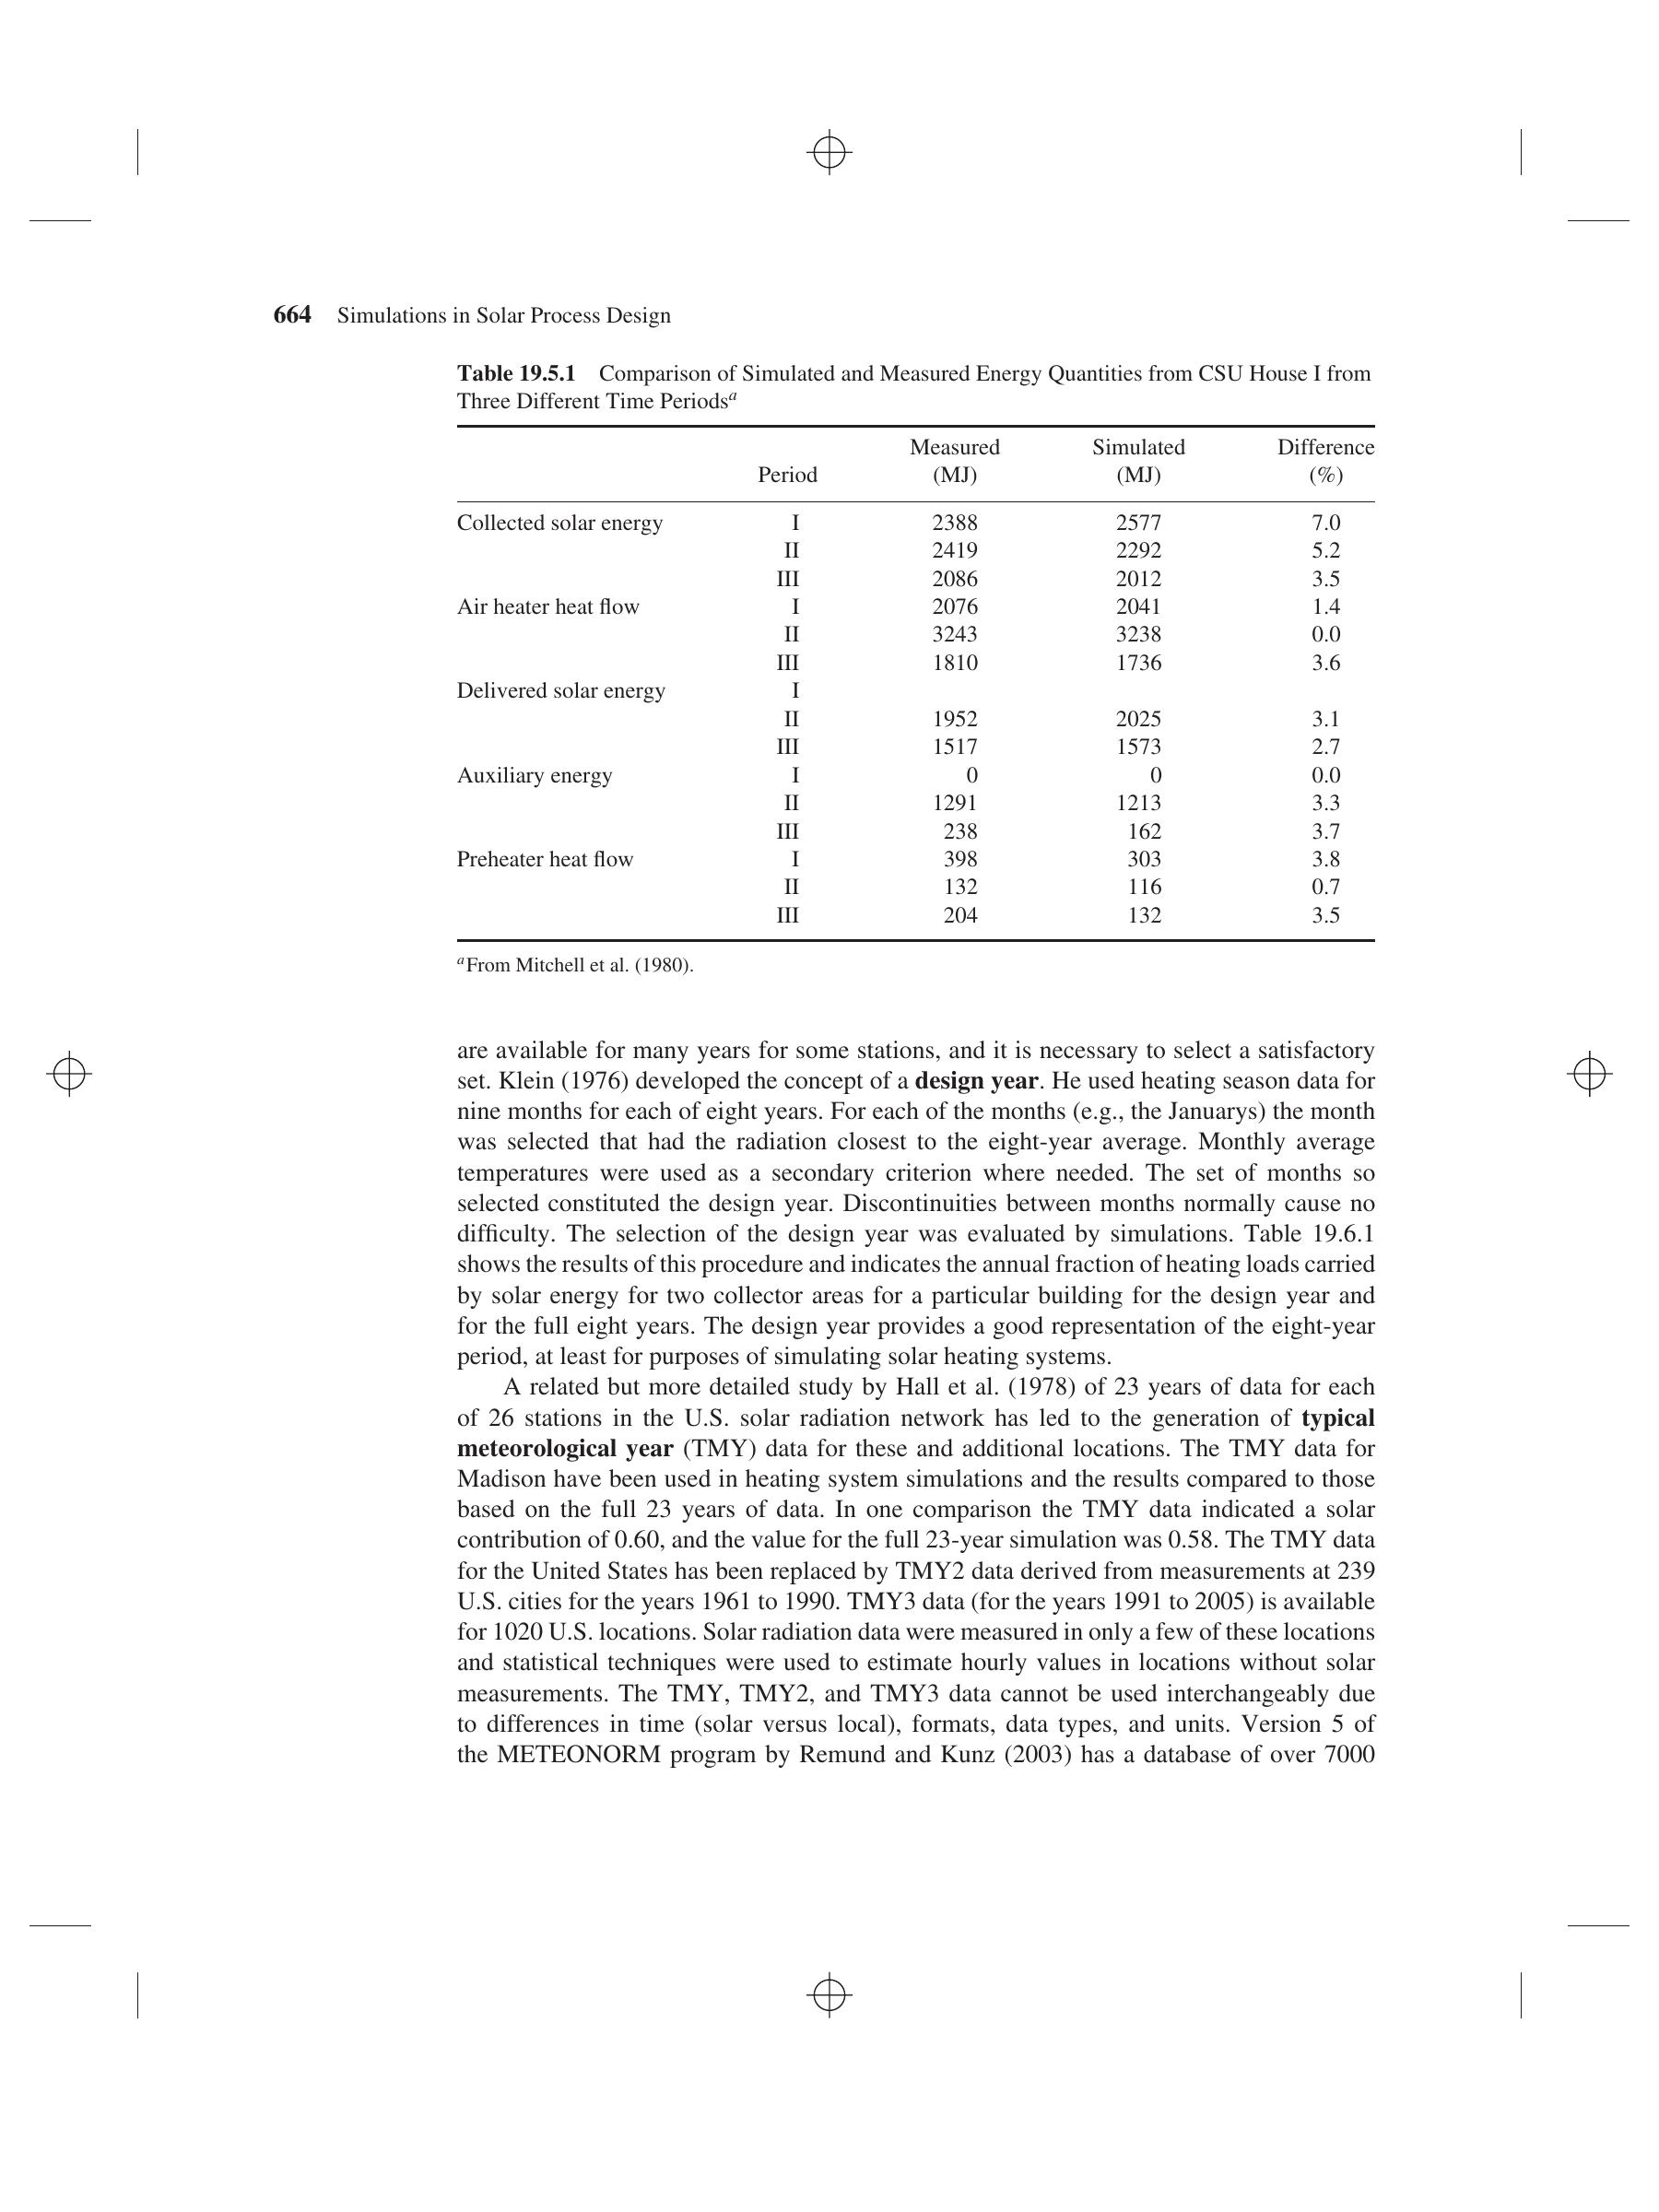 664 Simulations in Solar Process Design
Table 19.5.1 Comparison of Simulated and Measured Energy Quantities from CSU House I from
Three Different Time Periodsa
Measured Simulated Difference
Period (MJ) (MJ) (%)
Collected solar energy I 2388 2577 7.0
II 2419 2292 5.2
III 2086 2012 3.5
Air heater heat flow I 2076 2041 1.4
II 3243 3238 0.0
III 1810 1736 3.6
Delivered solar energy I
II 1952 2025 3.1
III 1517 1573 2.7
Auxiliary energy I 0 0 0.0
II 1291 1213 3.3
III 238 162 3.7
Preheater heat flow I 398 303 3.8
II 132 116 0.7
III 204 132 3.5
aFrom Mitchell et al. (1980).
are available for many years for some stations, and it is necessary to select a satisfactory
set. Klein (1976) developed the concept of a design year. He used heating season data for
nine months for each of eight years. For each of the months (e.g., the Januarys) the month
was selected that had the radiation closest to the eight-year average. Monthly average
temperatures were used as a secondary criterion where needed. The set of months so
selected constituted the design year. Discontinuities between months normally cause no
difficulty. The selection of the design year was evaluated by simulations. Table 19.6.1
shows the results of this procedure and indicates the annual fraction of heating loads carried
by solar energy for two collector areas for a particular building for the design year and
for the full eight years. The design year provides a good representation of the eight-year
period, at least for purposes of simulating solar heating systems.
A related but more detailed study by Hall et al. (1978) of 23 years of data for each
of 26 stations in the U.S. solar radiation network has led to the generation of typical
meteorological year (TMY) data for these and additional locations. The TMY data for
Madison have been used in heating system simulations and the results compared to those
based on the full 23 years of data. In one comparison the TMY data indicated a solar
contribution of 0.60, and the value for the full 23-year simulation was 0.58. The TMY data
for the United States has been replaced by TMY2 data derived from measurements at 239
U.S. cities for the years 1961 to 1990. TMY3 data (for the years 1991 to 2005) is available
for 1020 U.S. locations. Solar radiation data were measured in only a few of these locations
and statistical techniques were used to estimate hourly values in locations without solar
measurements. The TMY, TMY2, and TMY3 data cannot be used interchangeably due
to differences in time (solar versus local), formats, data types, and units. Version 5 of
the METEONORM program by Remund and Kunz (2003) has a database of over 7000